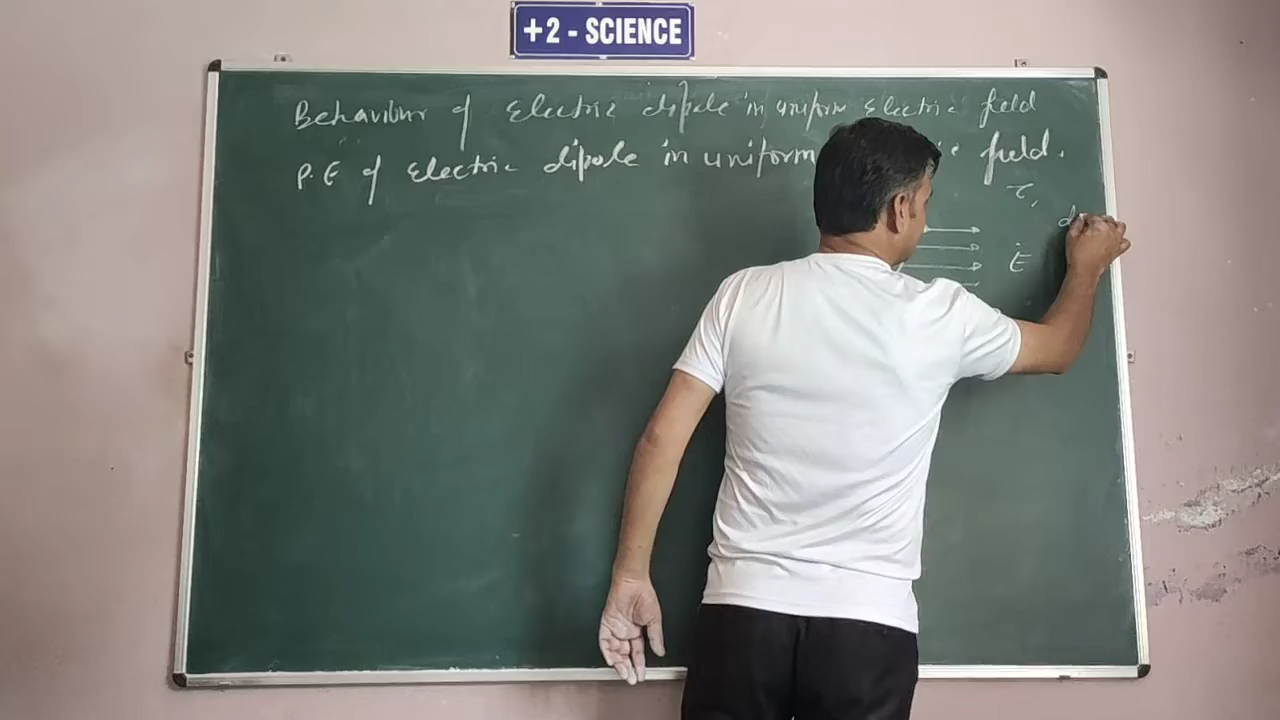 +2 - SCIENCE
Behaviour of Electric dipole in uniform Electric field
P.E of Electric dipole in uniform field.
τ,
d
E